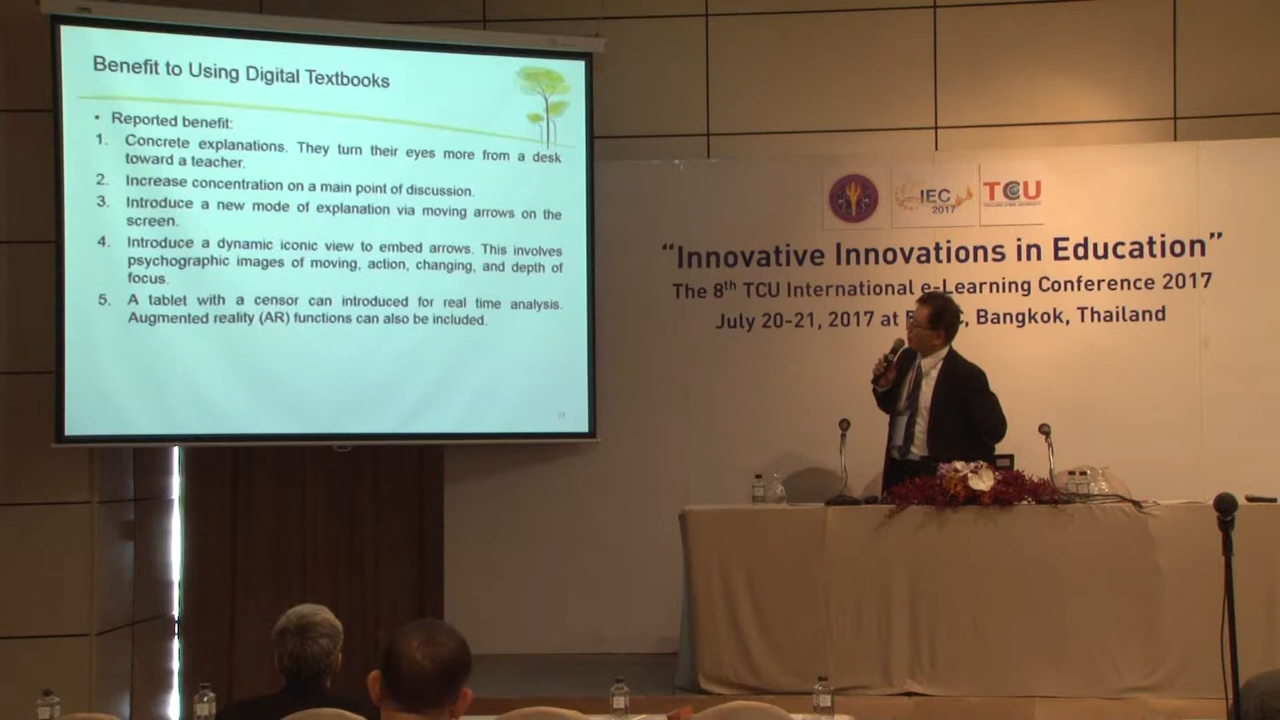 Benefit to Using Digital Textbooks
• Reported benefit:
1. Concrete explanations. They turn their eyes more from a desk
toward a teacher.
2. Increase concentration on a main point of discussion.
3. Introduce a new mode of explanation via moving arrows on the
screen.
4. Introduce a dynamic iconic view to embed arrows. This involves
psychographic images of moving, action, changing, and depth of
focus.
5. A tablet with a censor can introduced for real time analysis.
Augmented reality (AR) functions can also be included.
IEC
2017
TCU
“Innovative Innovations in Education”
The 8th TCU International e-Learning Conference 2017
July 20-21, 2017 at Bangkok, Thailand